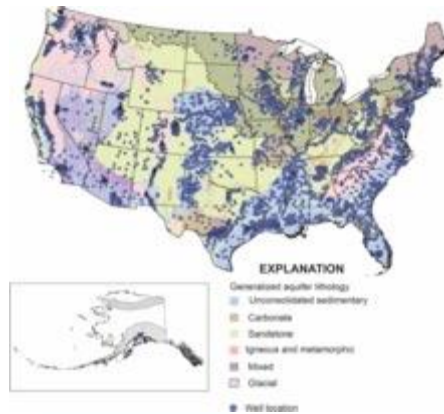 EXPLANATION
Generalized aquifer lithology
Unconsolidated sedimentary
Carbonate
Sandstone
Igneous and metamorphic
Mixed
Glacial
Well location